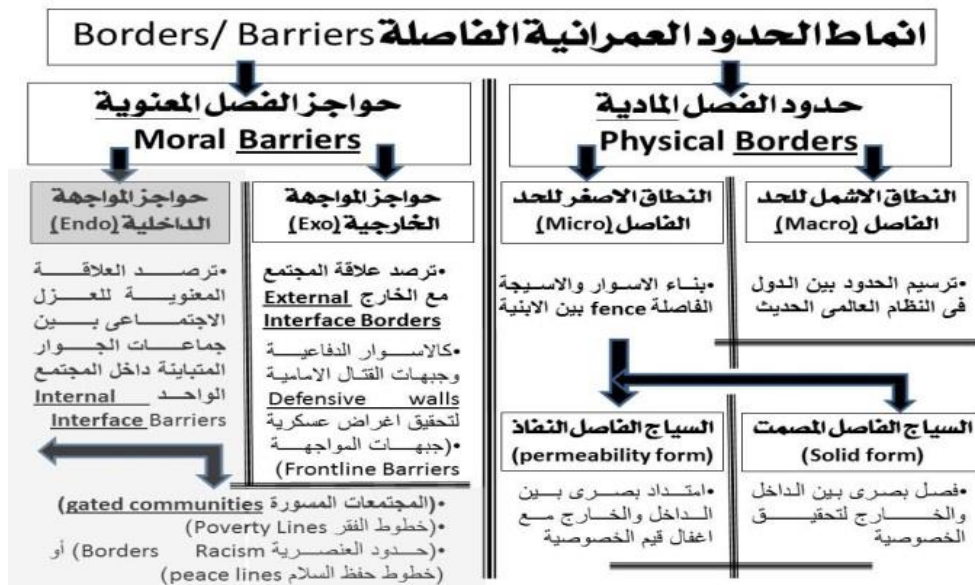 انماط الحدود العمرانية الفاصلة Borders/ Barriers
حدود الفصل المادية
Physical Borders
حواجز الفصل المعنوية
Moral Barriers
النطاق الاشمل للحد
الفاصل (Macro)
النطاق الاصغر للحد
الفاصل (Micro)
حواجز المواجهة
الخارجية (Exo)
حواجز المواجهة
الداخلية (Endo)
•ترسيم الحدود بين الدول
فى النظام العالمى الحديث
•بناء الاسوار والاسيجة
الفاصلة fence بين الابنية
•ترصد علاقة المجتمع
مع الخارج External
Interface Borders
•كالاسوار الدفاعية
وجبهات القتال الامامية
Defensive walls
لتحقيق اغراض عسكرية
•(جبهات المواجهة
Frontline Barriers)
•ترصد العلاقة
المعنوية للعزل
الاجتماعى بين
جماعات الجوار
المتباينة داخل المجتمع
الواحد Internal
Interface Barriers
السياج الفاصل المصمت
(Solid form)
السياج الفاصل النفاذ
(permeability form)
•فصل بصرى بين الداخل
والخارج لتحقيق
الخصوصية
•امتداد بصرى بين
الداخل والخارج مع
اغفال قيم الخصوصية
•(المجتمعات المسورة gated communities)
•(خطوط الفقر Poverty Lines)
•(حدود العنصرية Borders Racism) أو
(خطوط حفظ السلام peace lines)